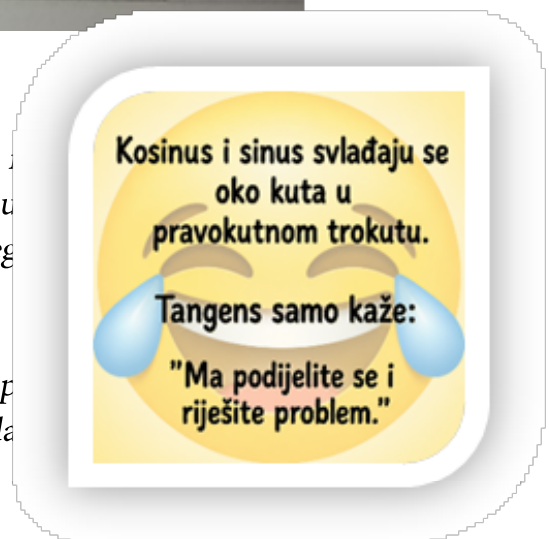 Kosinus i sinus svlađaju se
oko kuta u
pravokutnom trokutu.
Tangens samo kaže:
"Ma podijelite se i
riješite problem."